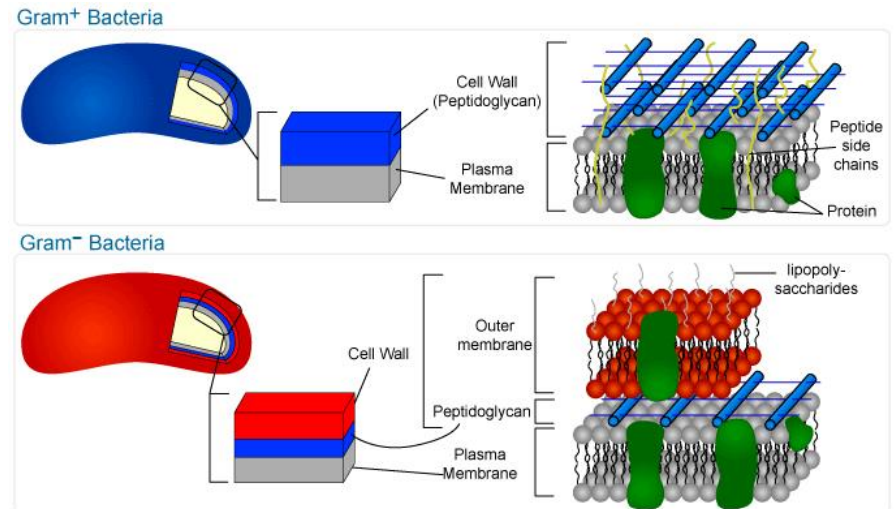 Gram⁺ Bacteria
Cell Wall
(Peptidoglycan)
Plasma
Membrane
Peptide
side
chains
Protein
Gram⁻ Bacteria
lipopoly-
saccharides
Outer
membrane
Cell Wall
Peptidoglycan
Plasma
Membrane